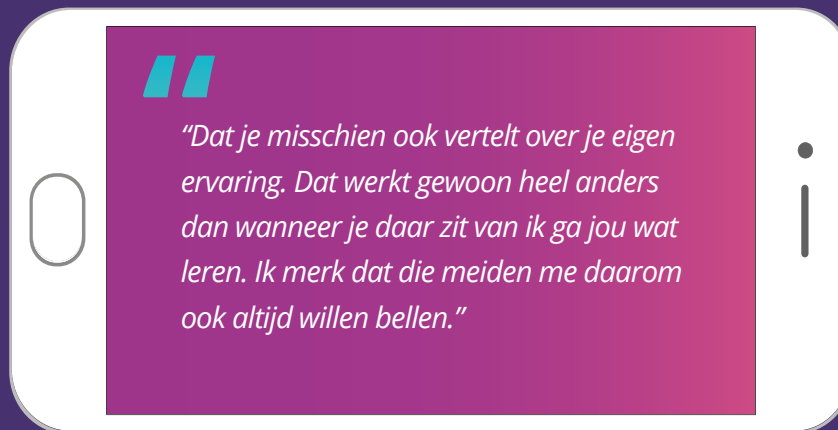 “Dat je misschien ook vertelt over je eigen
ervaring. Dat werkt gewoon heel anders
dan wanneer je daar zit van ik ga jou wat
leren. Ik merk dat die meiden me daarom
ook altijd willen bellen.”